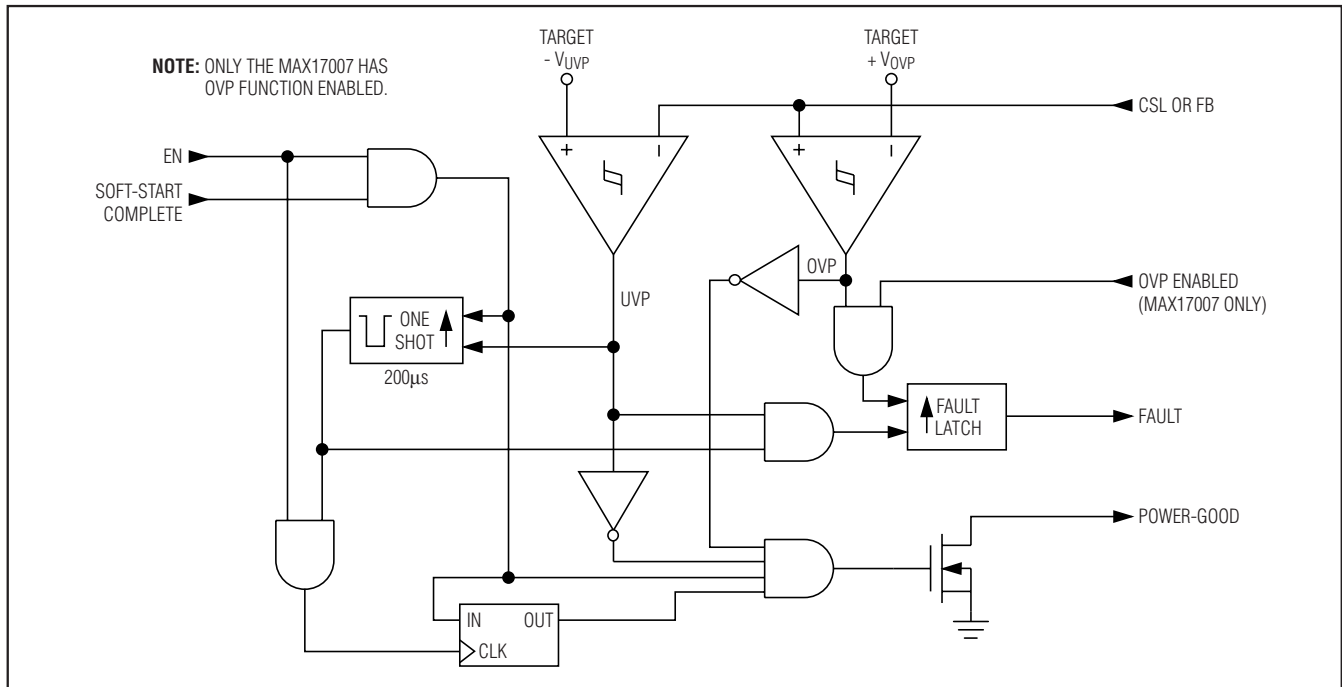 NOTE: ONLY THE MAX17007 HAS
OVP FUNCTION ENABLED.
TARGET
- VUVP
TARGET
+ VOVP
CSL OR FB
+
–
+
–
EN
SOFT-START
COMPLETE
OVP
OVP ENABLED
(MAX17007 ONLY)
UVP
ONE
SHOT
200µs
FAULT
LATCH
FAULT
POWER-GOOD
IN
OUT
CLK